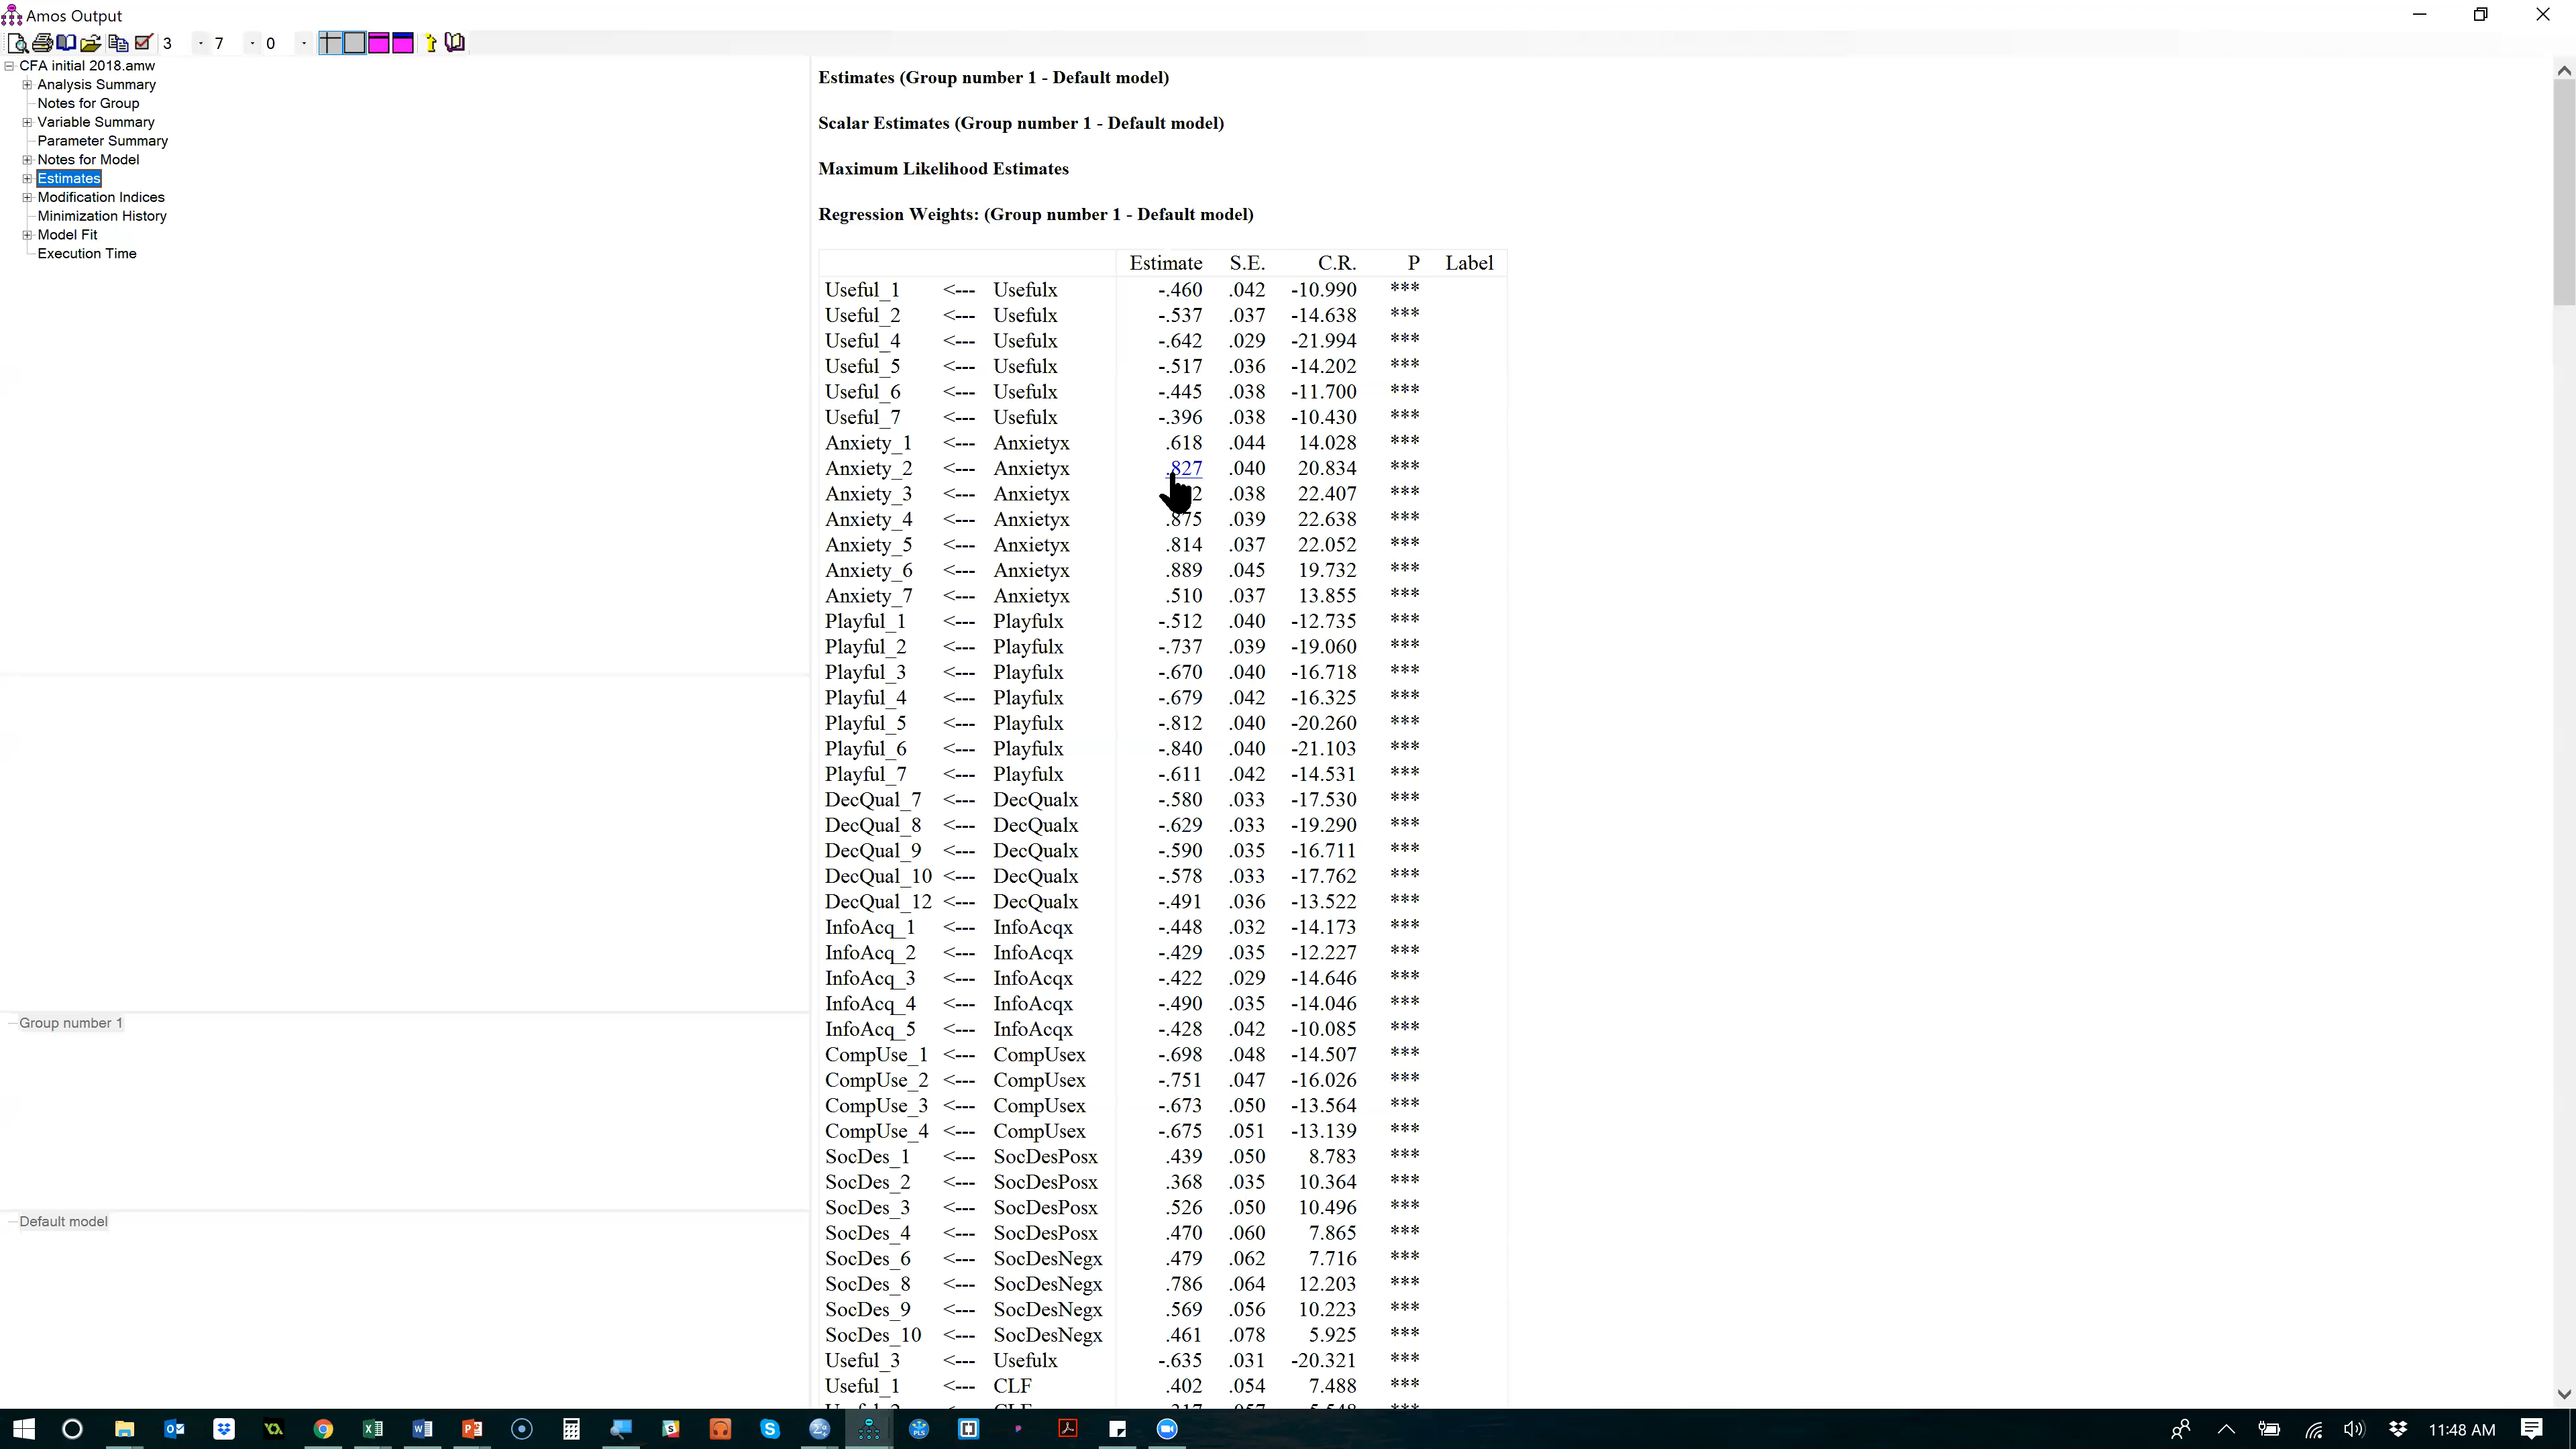 Amos Output
3 7 0
CFA initial 2018.amw
Analysis Summary
Notes for Group
Variable Summary
Parameter Summary
Notes for Model
Estimates
Modification Indices
Minimization History
Model Fit
Execution Time
Group number 1
Default model
Estimates (Group number 1 - Default model)
Scalar Estimates (Group number 1 - Default model)
Maximum Likelihood Estimates
Regression Weights: (Group number 1 - Default model)
Estimate S.E. C.R. P Label
Useful_1 <--- Usefulx -.460 .042 -10.990 ***
Useful_2 <--- Usefulx -.537 .037 -14.638 ***
Useful_4 <--- Usefulx -.642 .029 -21.994 ***
Useful_5 <--- Usefulx -.517 .036 -14.202 ***
Useful_6 <--- Usefulx -.445 .038 -11.700 ***
Useful_7 <--- Usefulx -.396 .038 -10.430 ***
Anxiety_1 <--- Anxietyx .618 .044 14.028 ***
Anxiety_2 <--- Anxietyx .827 .040 20.834 ***
Anxiety_3 <--- Anxietyx .038 22.407 ***
Anxiety_4 <--- Anxietyx .875 .039 22.638 ***
Anxiety_5 <--- Anxietyx .814 .037 22.052 ***
Anxiety_6 <--- Anxietyx .889 .045 19.732 ***
Anxiety_7 <--- Anxietyx .510 .037 13.855 ***
Playful_1 <--- Playfulx -.512 .040 -12.735 ***
Playful_2 <--- Playfulx -.737 .039 -19.060 ***
Playful_3 <--- Playfulx -.670 .040 -16.718 ***
Playful_4 <--- Playfulx -.679 .042 -16.325 ***
Playful_5 <--- Playfulx -.812 .040 -20.260 ***
Playful_6 <--- Playfulx -.840 .040 -21.103 ***
Playful_7 <--- Playfulx -.611 .042 -14.531 ***
DecQual_7 <--- DecQualx -.580 .033 -17.530 ***
DecQual_8 <--- DecQualx -.629 .033 -19.290 ***
DecQual_9 <--- DecQualx -.590 .035 -16.711 ***
DecQual_10 <--- DecQualx -.578 .033 -17.762 ***
DecQual_12 <--- DecQualx -.491 .036 -13.522 ***
InfoAcq_1 <--- InfoAcqx -.448 .032 -14.173 ***
InfoAcq_2 <--- InfoAcqx -.429 .035 -12.227 ***
InfoAcq_3 <--- InfoAcqx -.422 .029 -14.646 ***
InfoAcq_4 <--- InfoAcqx -.490 .035 -14.046 ***
InfoAcq_5 <--- InfoAcqx -.428 .042 -10.085 ***
CompUse_1 <--- CompUsex -.698 .048 -14.507 ***
CompUse_2 <--- CompUsex -.751 .047 -16.026 ***
CompUse_3 <--- CompUsex -.673 .050 -13.564 ***
CompUse_4 <--- CompUsex -.675 .051 -13.139 ***
SocDes_1 <--- SocDesPosx .439 .050 8.783 ***
SocDes_2 <--- SocDesPosx .368 .035 10.364 ***
SocDes_3 <--- SocDesPosx .526 .050 10.496 ***
SocDes_4 <--- SocDesPosx .470 .060 7.865 ***
SocDes_6 <--- SocDesNegx .479 .062 7.716 ***
SocDes_8 <--- SocDesNegx .786 .064 12.203 ***
SocDes_9 <--- SocDesNegx .569 .056 10.223 ***
SocDes_10 <--- SocDesNegx .461 .078 5.925 ***
Useful_3 <--- Usefulx -.635 .031 -20.321 ***
Useful_1 <--- CLF .402 .054 7.488 ***
11:48 AM